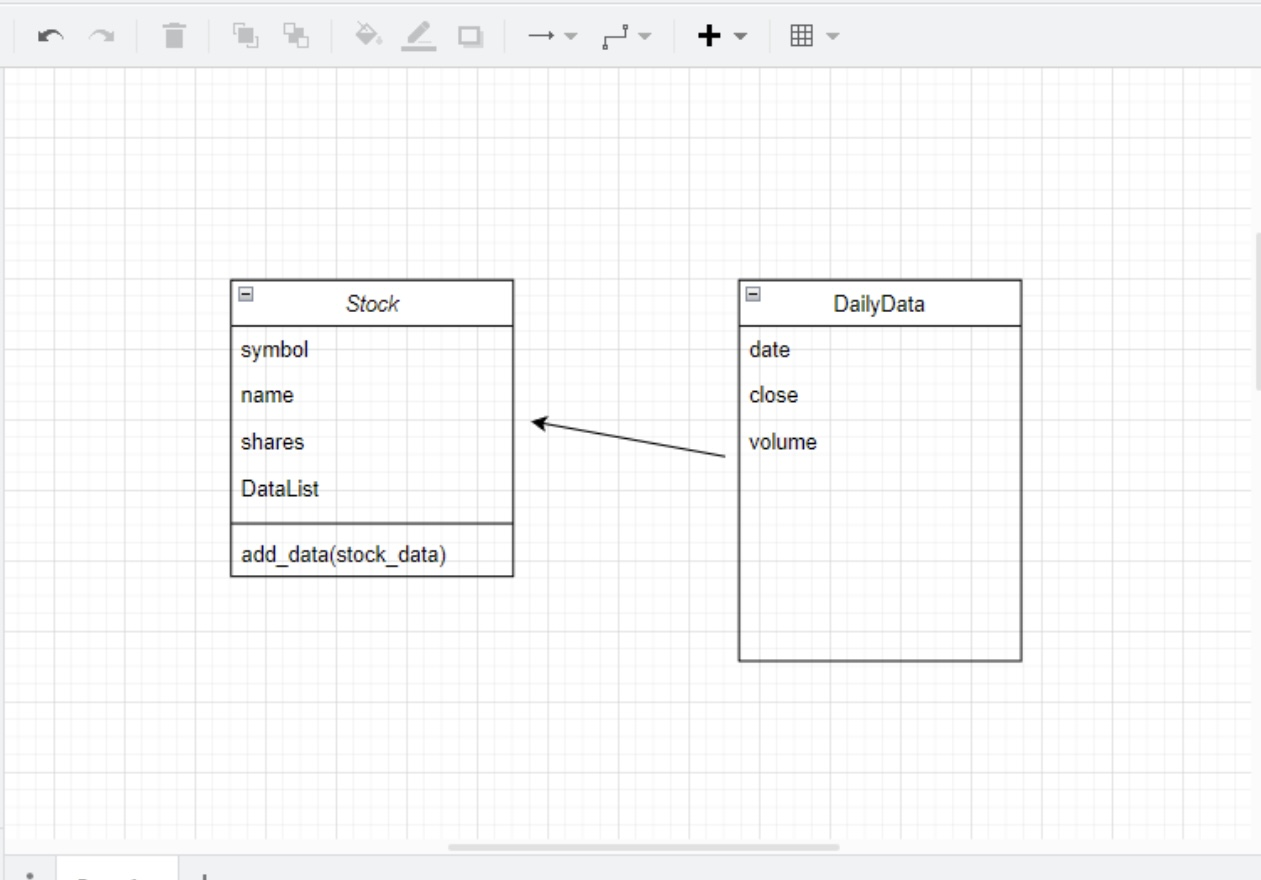 Stock
symbol
name
shares
DataList
add_data(stock_data)
DailyData
date
close
volume